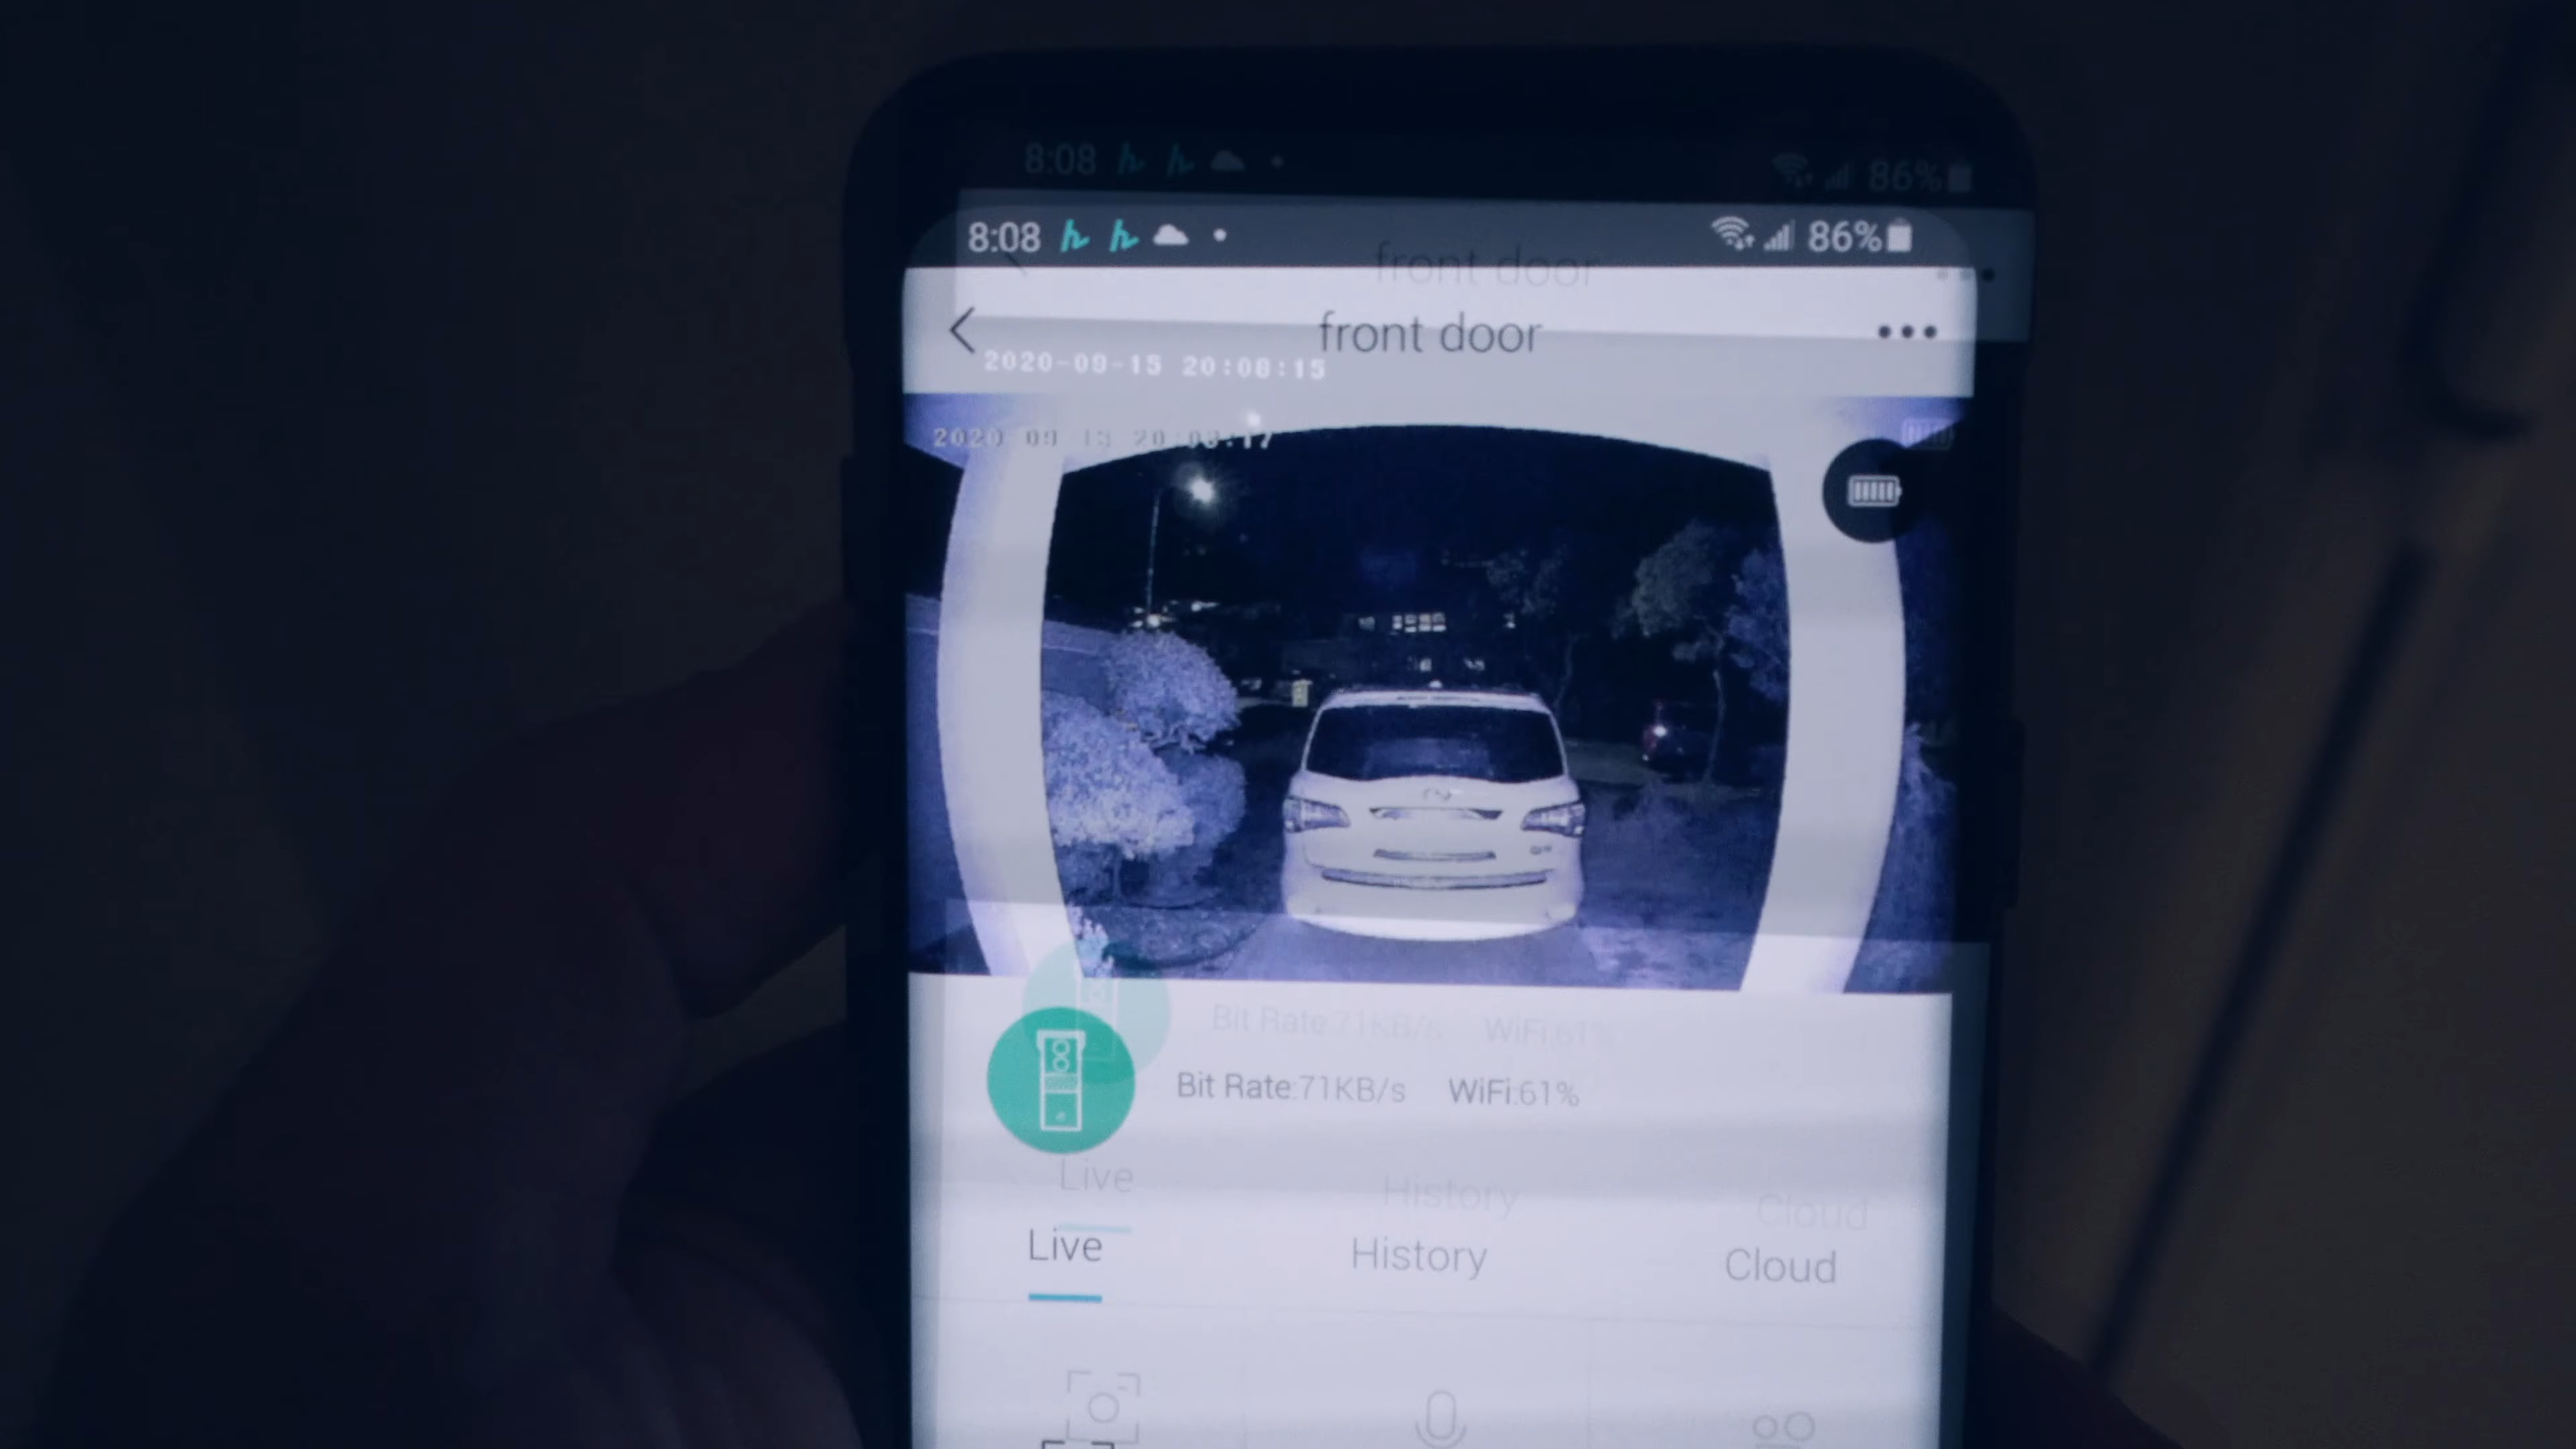 8:08 86%
8:08 86%
front door
front door
2020-09-15 20:08:15
Bit Rate:71KB/s WiFi:61%
Bit Rate:71KB/s WiFi:61%
Live History Cloud
Live History Cloud